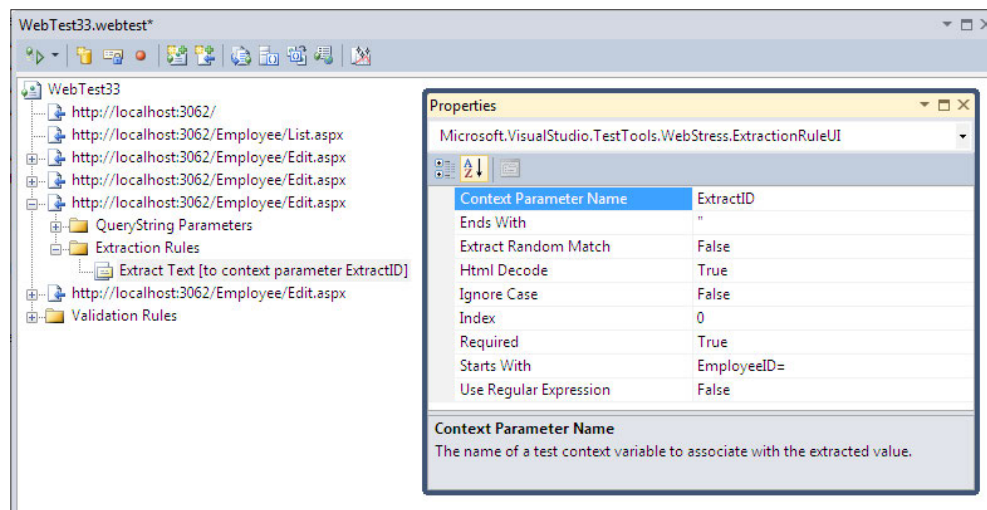 WebTest33.webtest*
WebTest33
http://localhost:3062/
http://localhost:3062/Employee/List.aspx
http://localhost:3062/Employee/Edit.aspx
http://localhost:3062/Employee/Edit.aspx
http://localhost:3062/Employee/Edit.aspx
QueryString Parameters
Extraction Rules
Extract Text [to context parameter ExtractID]
http://localhost:3062/Employee/Edit.aspx
Validation Rules
Properties
Microsoft.VisualStudio.TestTools.WebStress.ExtractionRuleUI
Context Parameter Name ExtractID
Ends With "
Extract Random Match False
Html Decode True
Ignore Case False
Index 0
Required True
Starts With EmployeeID=
Use Regular Expression False
Context Parameter Name
The name of a test context variable to associate with the extracted value.